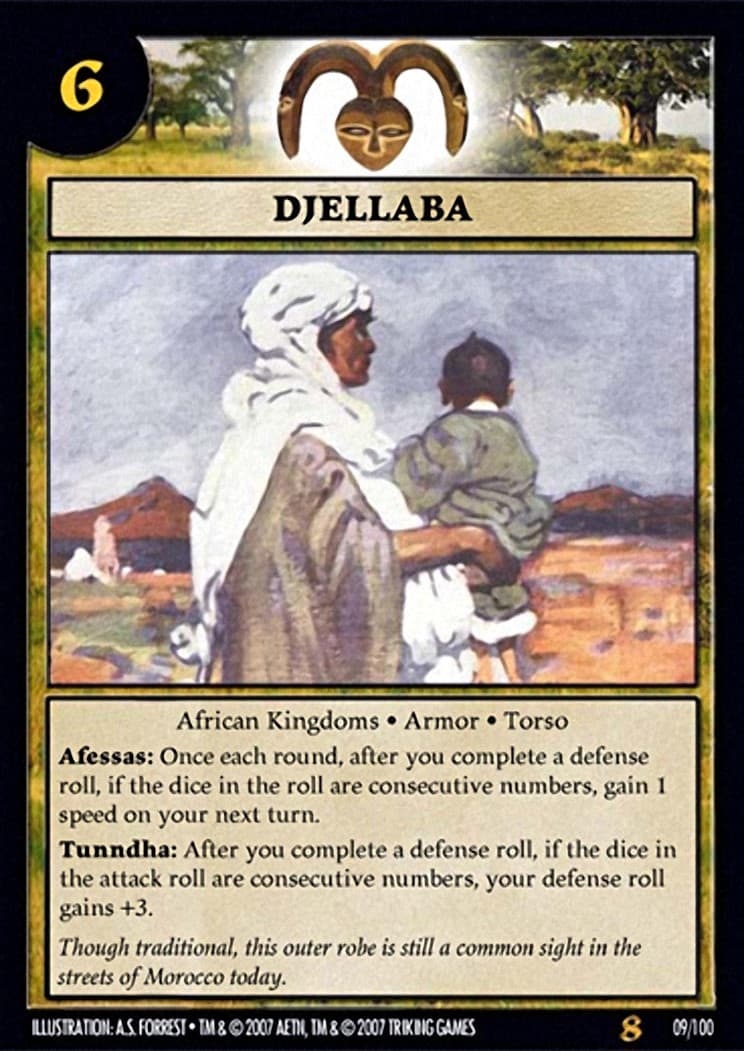 6
DJELLABA
African Kingdoms • Armor • Torso
Afessas: Once each round, after you complete a defense
roll, if the dice in the roll are consecutive numbers, gain 1
speed on your next turn.
Tunndha: After you complete a defense roll, if the dice in
the attack roll are consecutive numbers, your defense roll
gains +3.
Though traditional, this outer robe is still a common sight in the
streets of Morocco today.
ILLUSTRATION: A.S. FORREST • TM & © 2007 AETN, TM & © 2007 TRIKING GAMES 8 09/100